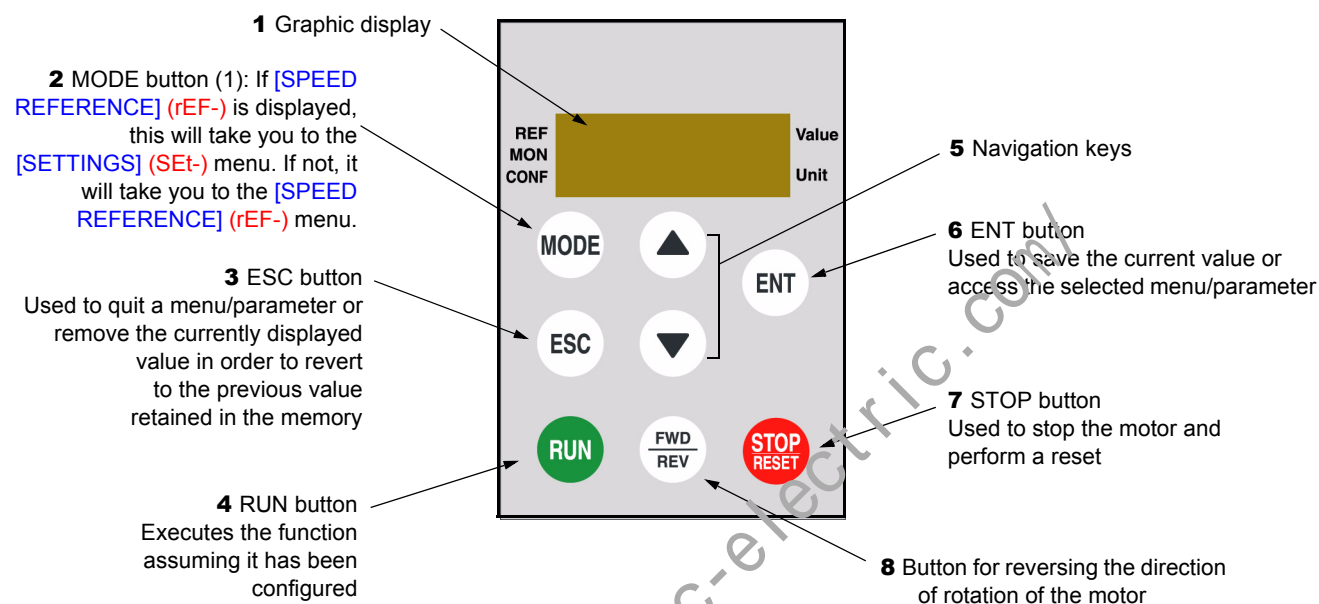 1 Graphic display
2 MODE button (1): If [SPEED
REFERENCE] (rEF-) is displayed,
this will take you to the
[SETTINGS] (SEt-) menu. If not, it
will take you to the [SPEED
REFERENCE] (rEF-) menu.
3 ESC button
Used to quit a menu/parameter or
remove the currently displayed
value in order to revert
to the previous value
retained in the memory
4 RUN button
Executes the function
assuming it has been
configured
REF
MON
CONF
Value
Unit
MODE
ENT
ESC
RUN
FWD
REV
STOP
RESET
5 Navigation keys
6 ENT button
Used to save the current value or
access the selected menu/parameter
7 STOP button
Used to stop the motor and
perform a reset
8 Button for reversing the direction
of rotation of the motor
c-electric.com/